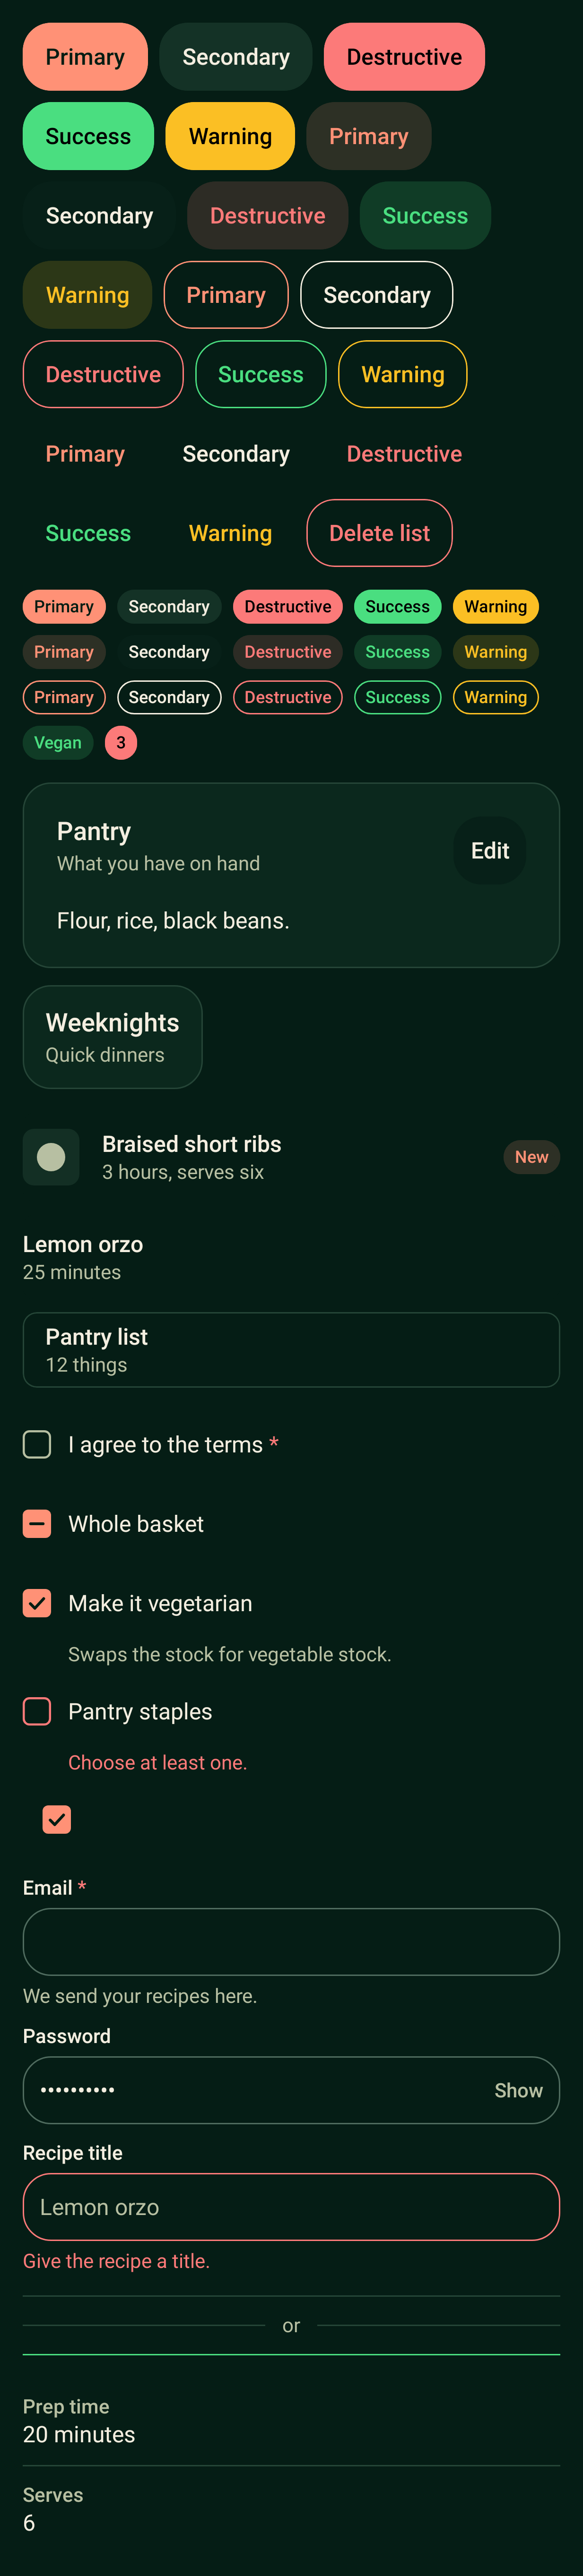 Primary Secondary Destructive
Success Warning Primary
Secondary Destructive Success
Warning Primary Secondary
Destructive Success Warning
Primary Secondary Destructive
Success Warning Delete list
Primary Secondary Destructive Success Warning
Primary Secondary Destructive Success Warning
Primary Secondary Destructive Success Warning
Vegan 3
Pantry
What you have on hand
Edit
Flour, rice, black beans.
Weeknights
Quick dinners
Braised short ribs
3 hours, serves six
New
Lemon orzo
25 minutes
Pantry list
12 things
I agree to the terms *
Whole basket
Make it vegetarian
Swaps the stock for vegetable stock.
Pantry staples
Choose at least one.
Email *
We send your recipes here.
Password
•••••••••• Show
Recipe title
Lemon orzo
Give the recipe a title.
or
Prep time
20 minutes
Serves
6